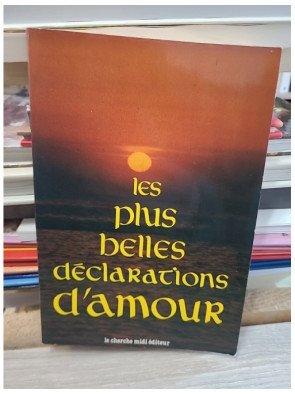 les
plus
belles
déclarations
d'amour
le cherche midi éditeur